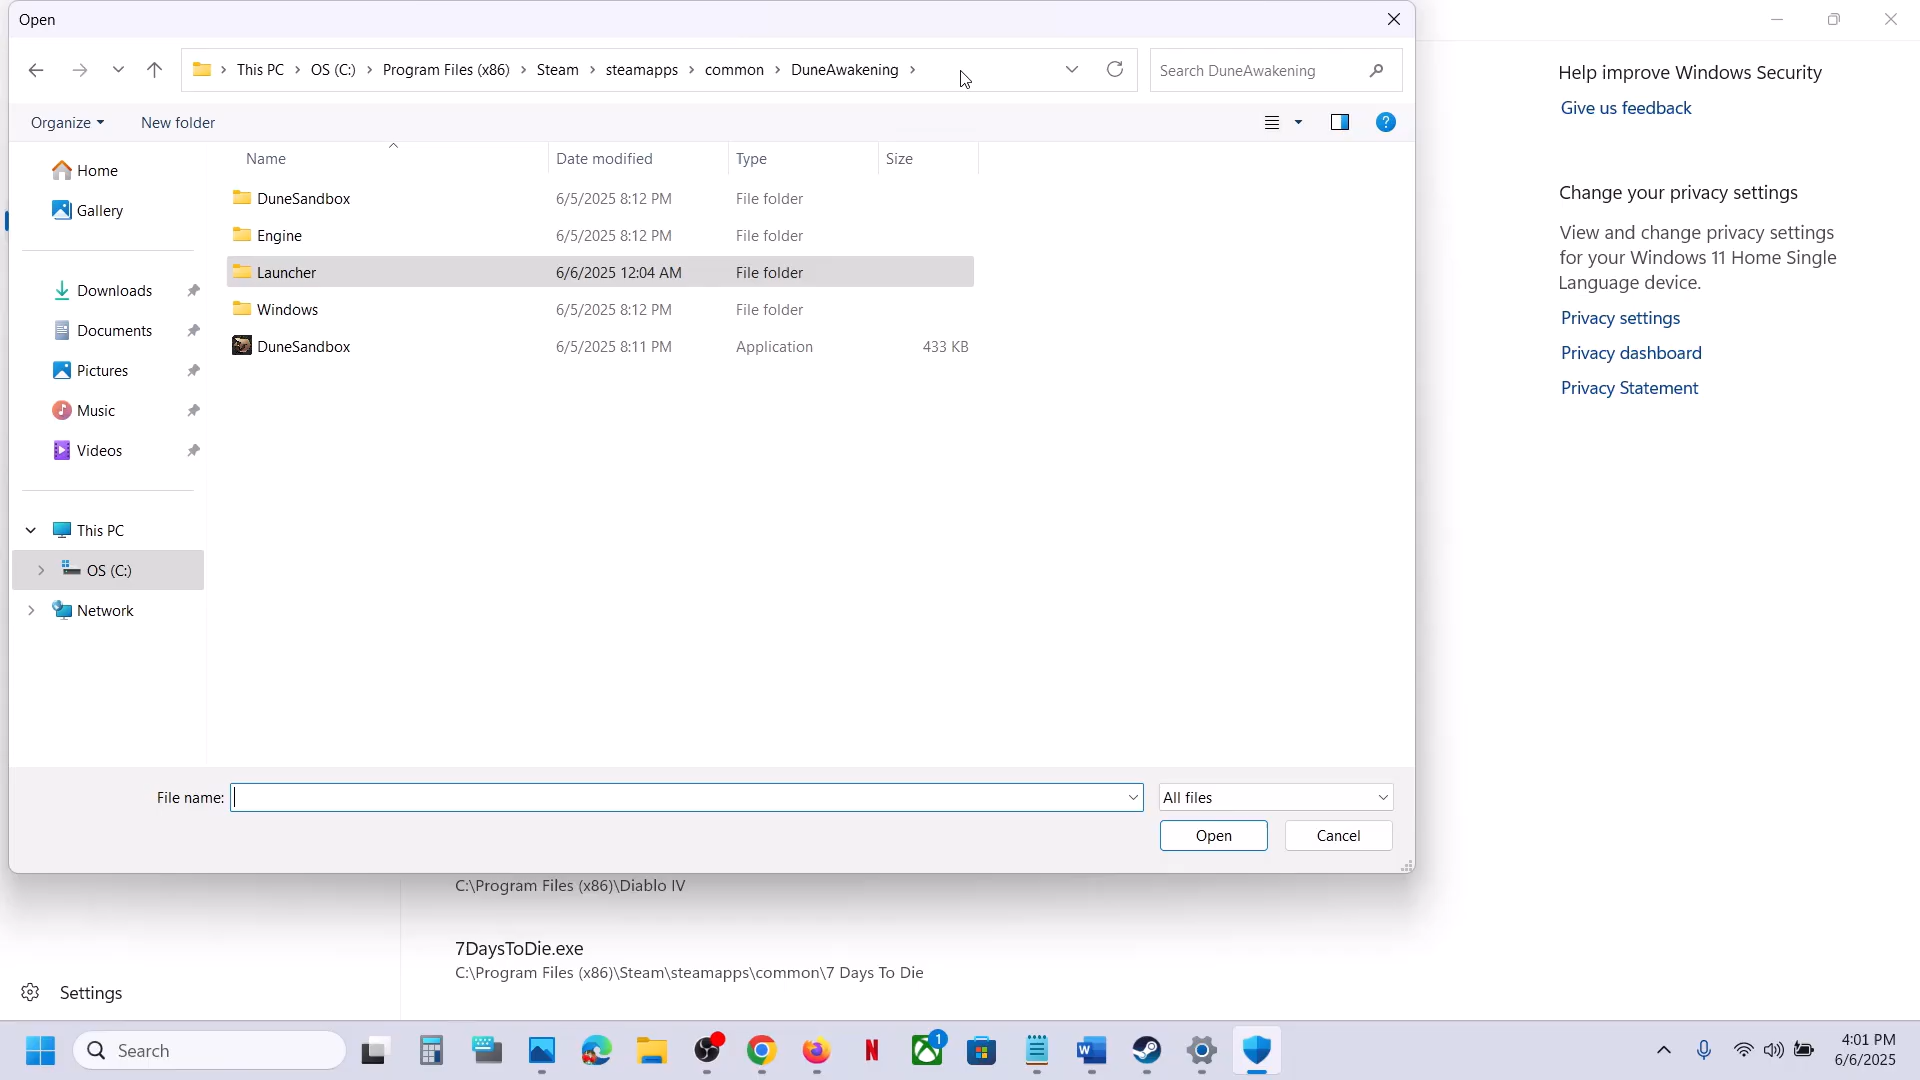 Open
This PC
OS (C:)
Program Files (x86)
Steam
steamapps
common
DuneAwakening
Search DuneAwakening
Organize
New folder
?
Home
Gallery
Downloads
Documents
Pictures
Music
Videos
This PC
OS (C:)
Network
Name Date modified Type Size
DuneSandbox 6/5/2025 8:12 PM File folder
Engine 6/5/2025 8:12 PM File folder
Launcher 6/6/2025 12:04 AM File folder
Windows 6/5/2025 8:12 PM File folder
DuneSandbox 6/5/2025 8:11 PM Application 433 KB
File name:
All files
Open
Cancel
Help improve Windows Security
Give us feedback
Change your privacy settings
View and change privacy settings
for your Windows 11 Home Single
Language device.
Privacy settings
Privacy dashboard
Privacy Statement
C:\Program Files (x86)\Diablo IV
7DaysToDie.exe
C:\Program Files (x86)\Steam\steamapps\common\7 Days To Die
Settings
Search
N
1
W
4:01 PM
6/6/2025